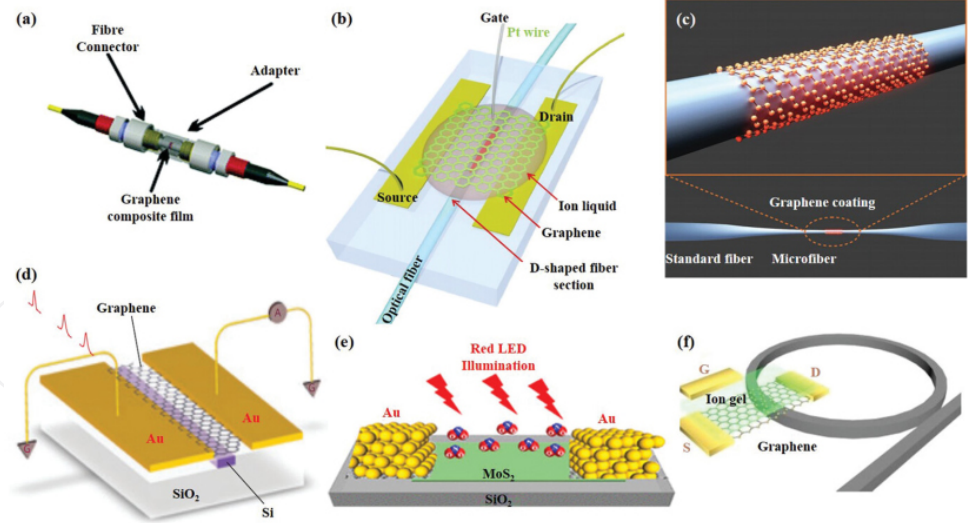 (a)
Fibre
Connector
Adapter
Graphene
composite film
(b)
Gate
Pt wire
Drain
Source
Ion liquid
Graphene
D-shaped fiber
section
Optical fiber
(c)
Graphene coating
Standard fiber
Microfiber
(d)
Graphene
A
G
G
Au
Au
SiO₂
Si
(e)
Red LED
Illumination
Au
Au
MoS₂
SiO₂
(f)
G
D
Ion gel
S
Graphene